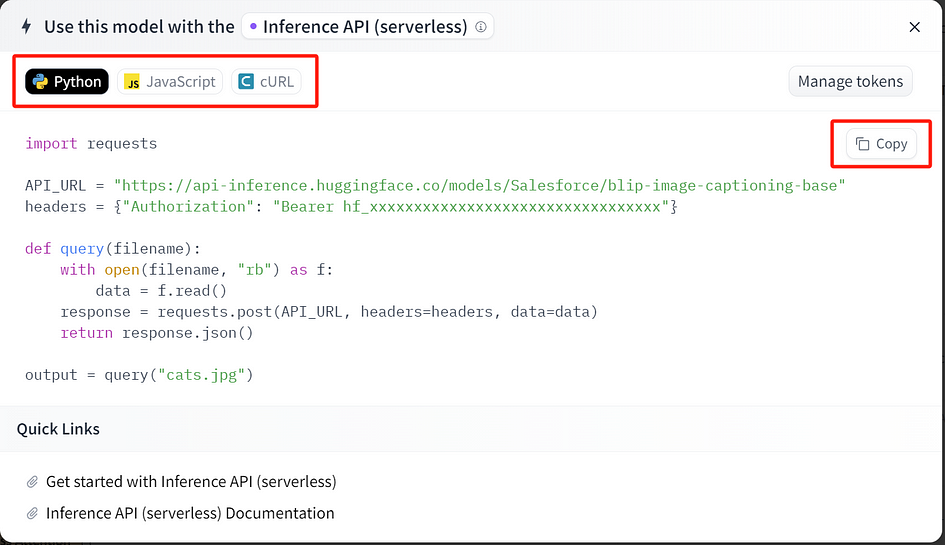 Use this model with the Inference API (serverless)
Python JavaScript cURL
Manage tokens
Copy
import requests
API_URL = "https://api-inference.huggingface.co/models/Salesforce/blip-image-captioning-base"
headers = {"Authorization": "Bearer hf_xxxxxxxxxxxxxxxxxxxxxxxxxxxxxxxxx"}
def query(filename):
    with open(filename, "rb") as f:
        data = f.read()
    response = requests.post(API_URL, headers=headers, data=data)
    return response.json()
output = query("cats.jpg")
Quick Links
Get started with Inference API (serverless)
Inference API (serverless) Documentation